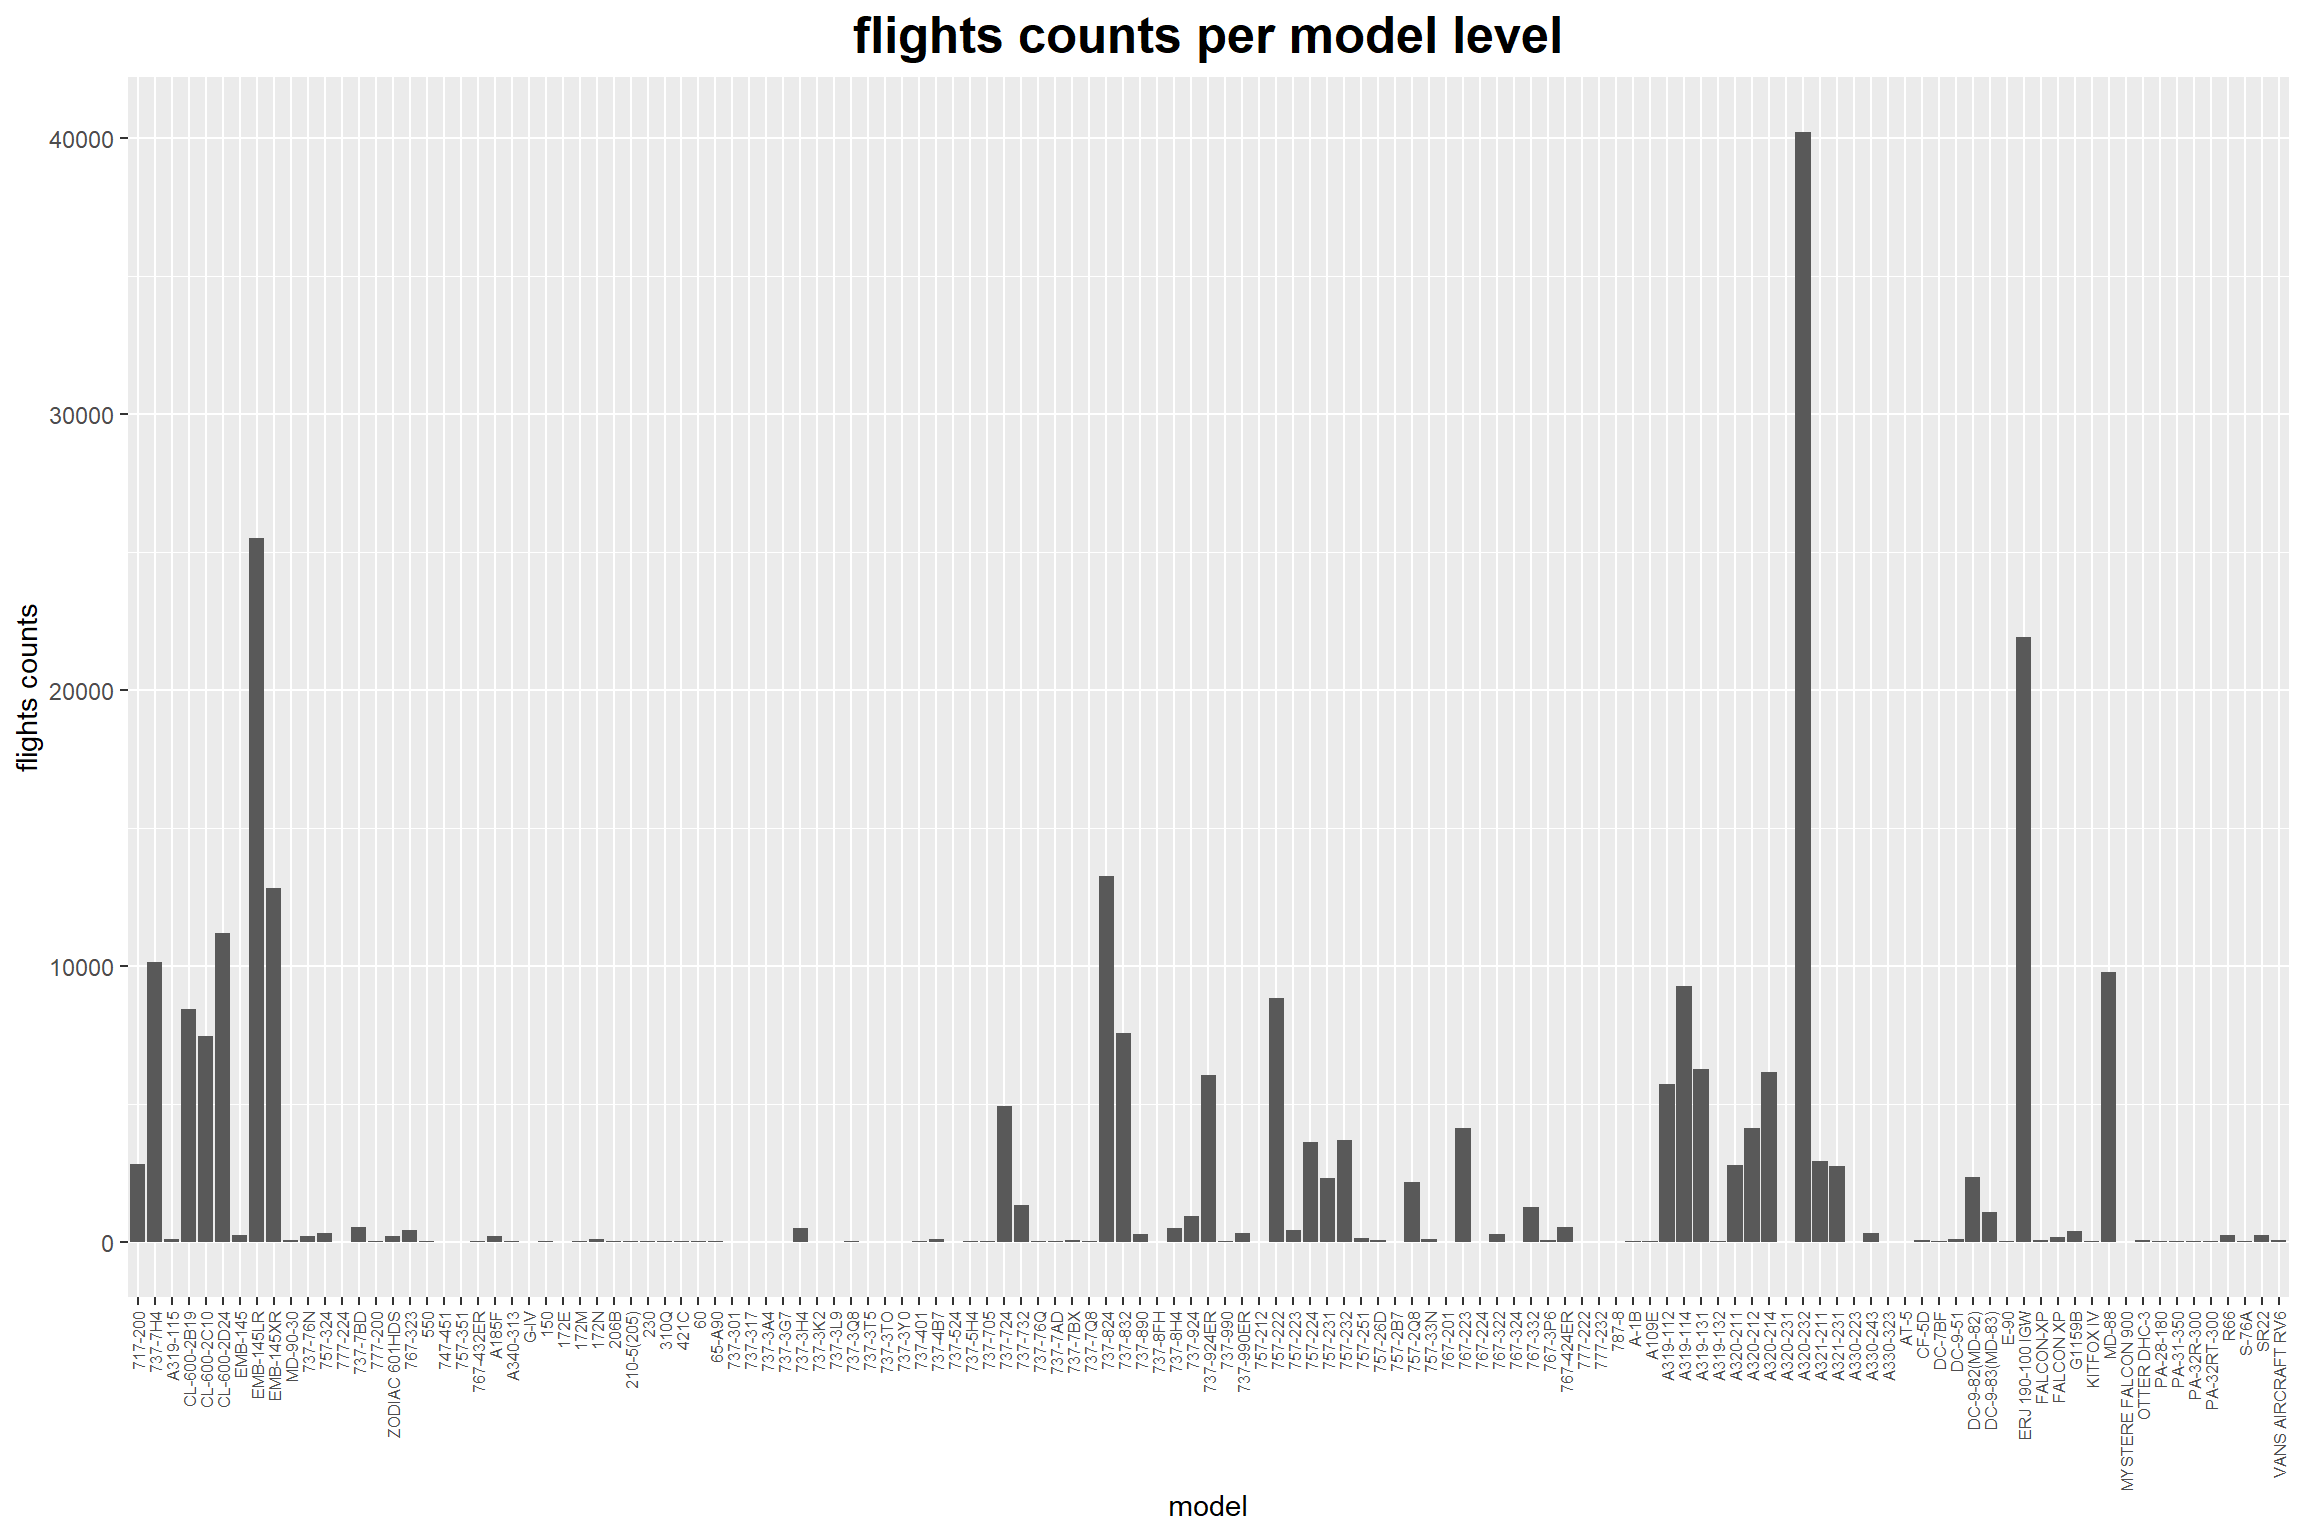 flights counts per model level
flights counts
40000
30000
20000
10000
0
717-200
737-7H4
A319-115
CL-600-2B19
CL-600-2C10
CL-600-2D24
EMB-145
EMB-145LR
EMB-145XR
MD-90-30
737-76N
757-324
777-224
737-7BD
777-200
ZODIAC 601HDS
767-323
550
747-451
757-351
767-432ER
A185F
A340-313
G-IV
150
172E
172M
172N
206B
210-5(205)
230
310Q
421C
60
65-A90
737-301
737-317
737-3A4
737-3G7
737-3H4
737-3K2
737-3L9
737-3Q8
737-3T5
737-3TO
737-3Y0
737-401
737-4B7
737-524
737-5H4
737-705
737-724
737-732
737-76Q
737-7AD
737-7BX
737-7Q8
737-824
737-832
737-890
737-8FH
737-8H4
737-924
737-924ER
737-990
737-990ER
757-212
757-222
757-223
757-224
757-231
757-232
757-251
757-26D
757-2B7
757-2Q8
757-33N
767-201
767-223
767-224
767-322
767-324
767-332
767-3P6
767-424ER
777-222
777-232
787-8
A-1B
A109E
A319-112
A319-114
A319-131
A319-132
A320-211
A320-212
A320-214
A320-231
A320-232
A321-211
A321-231
A330-223
A330-243
A330-323
AT-5
CF-5D
DC-7BF
DC-9-51
DC-9-82(MD-82)
DC-9-83(MD-83)
E-90
ERJ 190-100 IGW
FALCON-XP
FALCON XP
G1159B
KITFOX IV
MD-88
MYSTERE FALCON 900
OTTER DHC-3
PA-28-180
PA-31-350
PA-32R-300
PA-32RT-300
R66
S-76A
SR22
VANS AIRCRAFT RV6
model